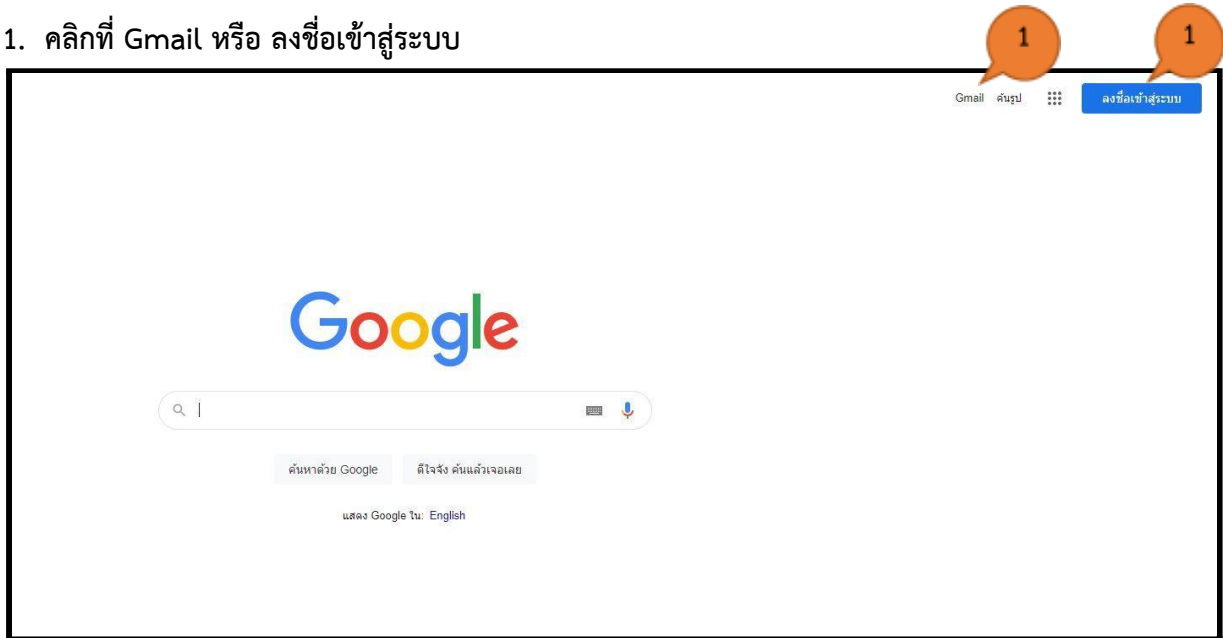 1. คลิกที่ Gmail หรือ ลงชื่อเข้าสู่ระบบ
1
1
Gmail ค้นรูป ลงชื่อเข้าสู่ระบบ
Google
ค้นหาด้วย Google ดีใจจัง ค้นแล้วเจอเลย
แสดง Google ใน: English